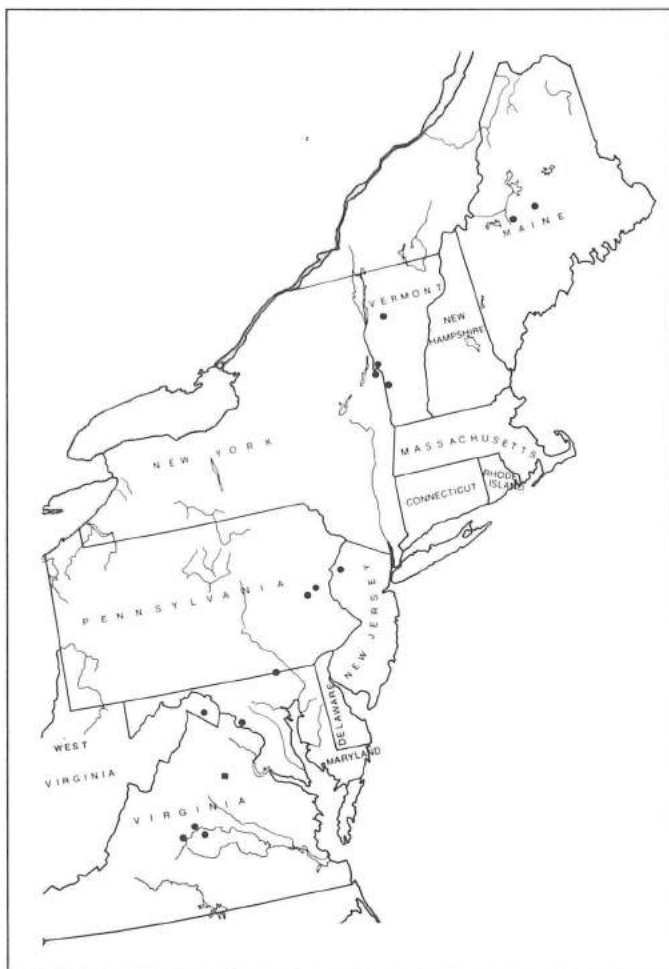 MAINE
VERMONT
NEW
HAMPSHIRE
NEW YORK
MASSACHUSETTS
CONNECTICUT
RHODE
ISLAND
PENNSYLVANIA
NEW JERSEY
DELAWARE
MARYLAND
WEST
VIRGINIA
VIRGINIA